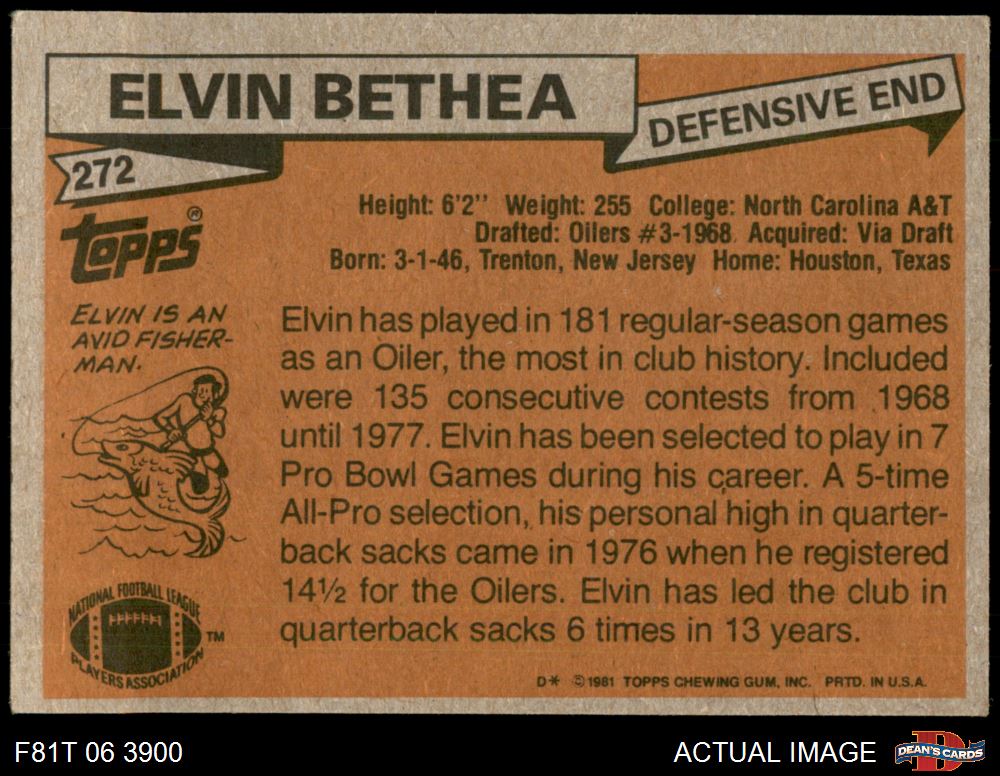 ELVIN BETHEA
DEFENSIVE END
272
Topps®
Height: 6'2'' Weight: 255 College: North Carolina A&T
Drafted: Oilers #3-1968 Acquired: Via Draft
Born: 3-1-46, Trenton, New Jersey Home: Houston, Texas
ELVIN IS AN
AVID FISHER-
MAN.
Elvin has played in 181 regular-season games
as an Oiler, the most in club history. Included
were 135 consecutive contests from 1968
until 1977. Elvin has been selected to play in 7
Pro Bowl Games during his career. A 5-time
All-Pro selection, his personal high in quarter-
back sacks came in 1976 when he registered
14½ for the Oilers. Elvin has led the club in
quarterback sacks 6 times in 13 years.
NATIONAL FOOTBALL LEAGUE
PLAYERS ASSOCIATION
TM
D* ©1981 TOPPS CHEWING GUM, INC. PRTD. IN U.S.A.
F81T 06 3900
ACTUAL IMAGE
DEAN'S CARDS